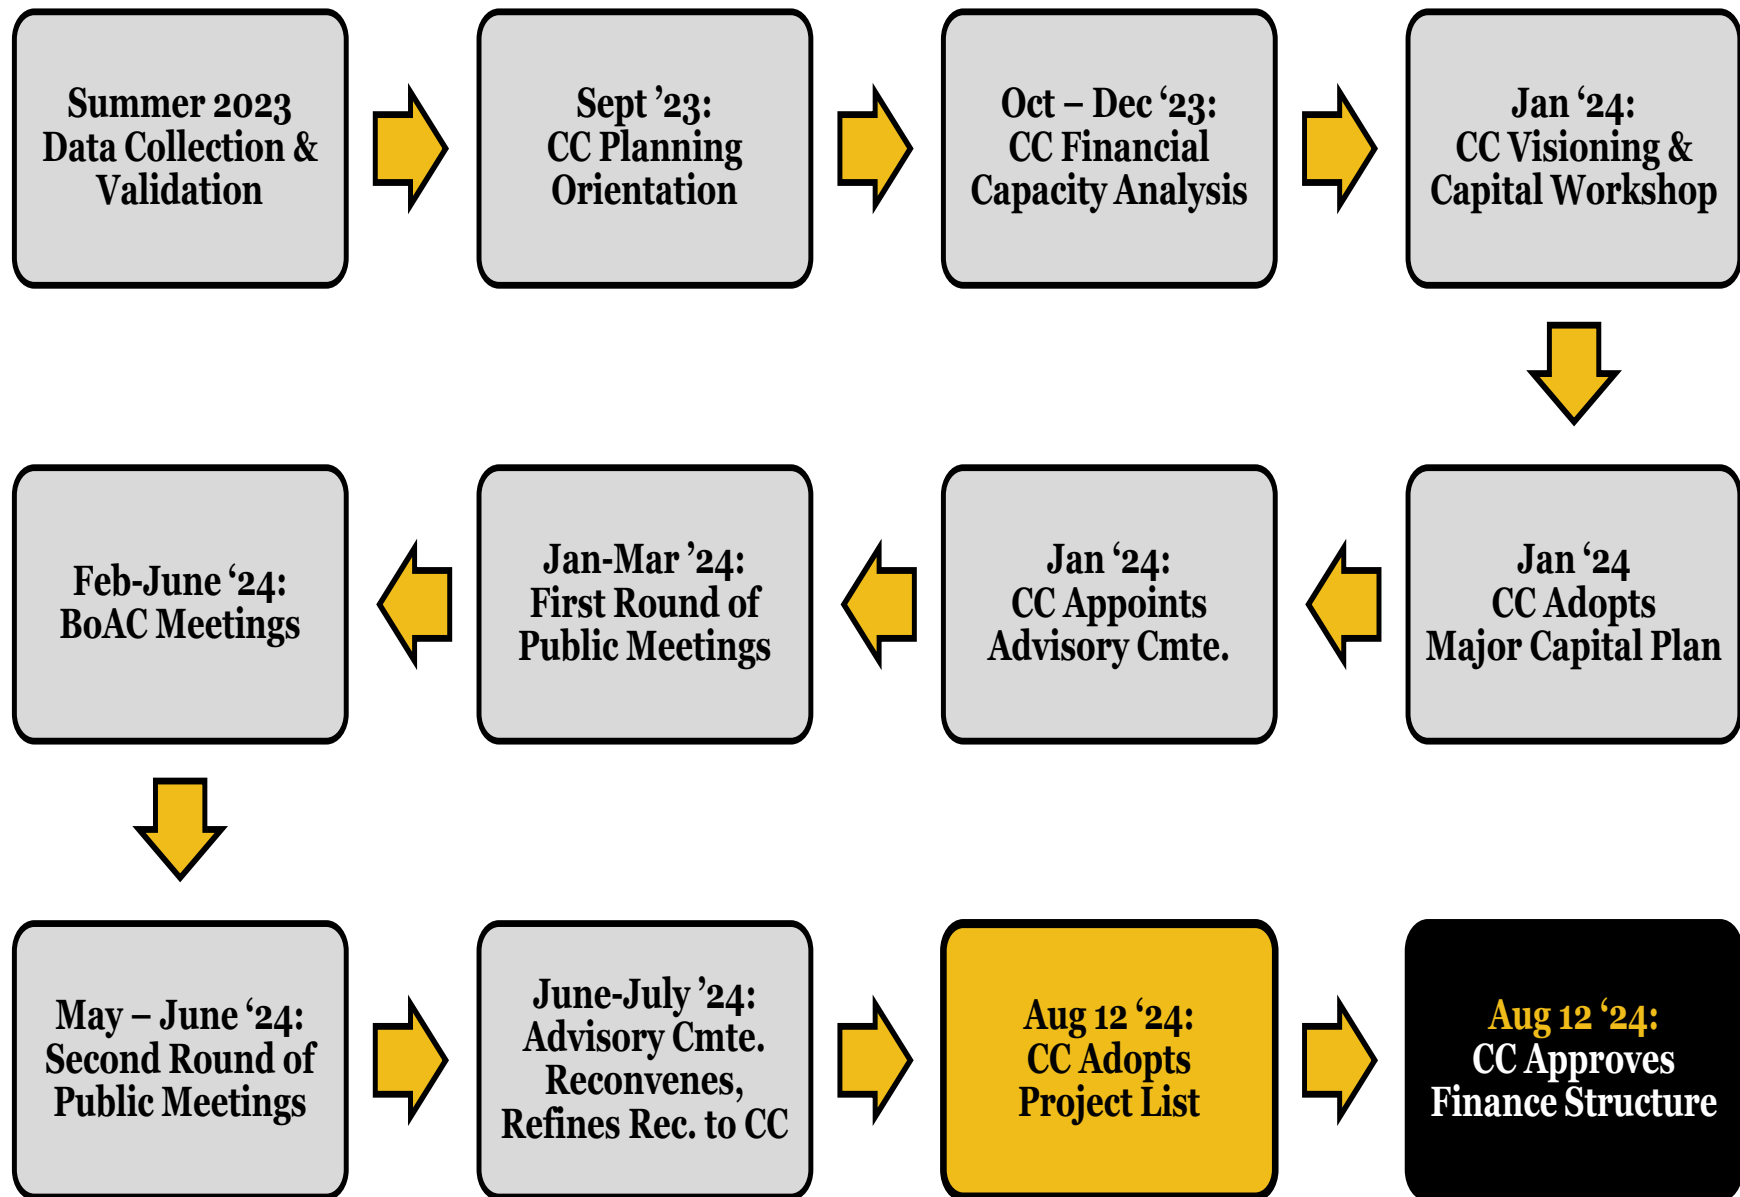 Summer 2023
Data Collection &
Validation
Sept ’23:
CC Planning
Orientation
Oct – Dec ‘23:
CC Financial
Capacity Analysis
Jan ‘24:
CC Visioning &
Capital Workshop
Jan ‘24
CC Adopts
Major Capital Plan
Jan ‘24:
CC Appoints
Advisory Cmte.
Jan-Mar ’24:
First Round of
Public Meetings
Feb-June ‘24:
BoAC Meetings
May – June ‘24:
Second Round of
Public Meetings
June-July ’24:
Advisory Cmte.
Reconvenes,
Refines Rec. to CC
Aug 12 ‘24:
CC Adopts
Project List
Aug 12 ‘24:
CC Approves
Finance Structure